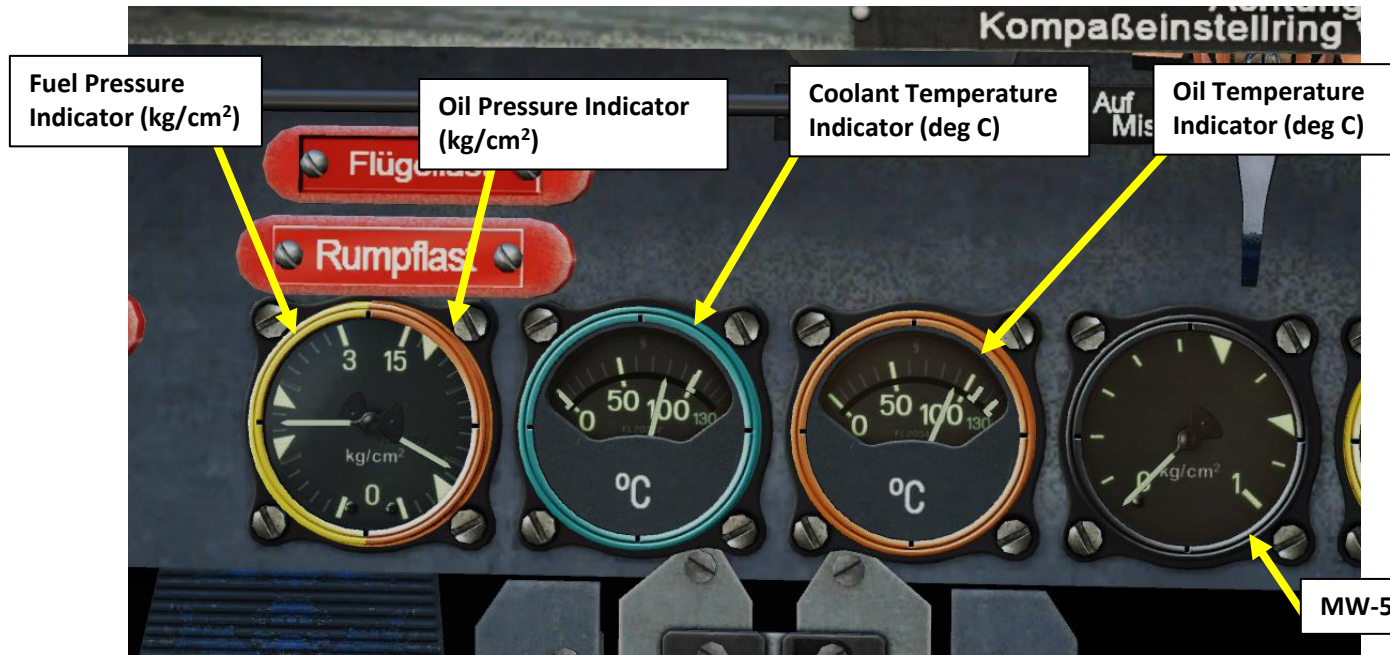 Kompaßeinstellring
Fuel Pressure
Indicator (kg/cm²)
Oil Pressure Indicator
(kg/cm²)
Coolant Temperature
Indicator (deg C)
Oil Temperature
Indicator (deg C)
Auf
Rumpflast
3 15
kg/cm²
0
0 50 100 130
ºC
0 50 100 130
ºC
kg/cm²
0 1
MW-5